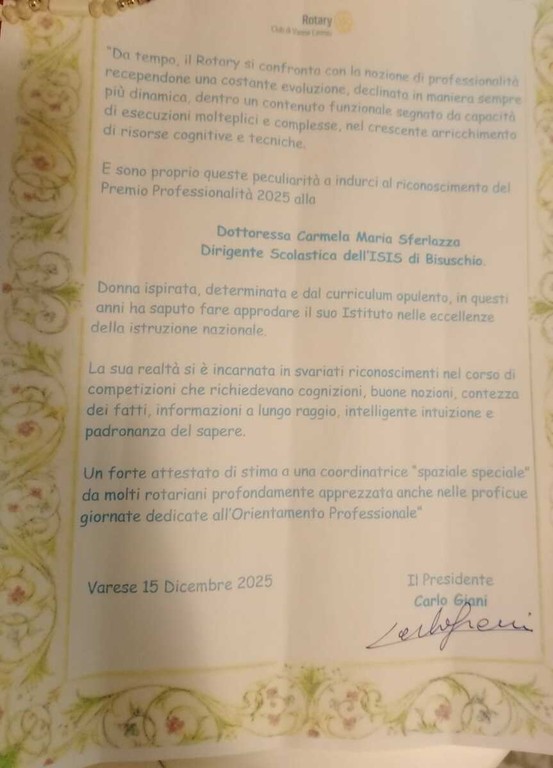 Rotary
Club di Varese Ceresio
"Da tempo, il Rotary si confronta con la nozione di professionalità
recependone una costante evoluzione, declinata in maniera sempre
più dinamica, dentro un contenuto funzionale segnato da capacità
di esecuzioni molteplici e complesse, nel crescente arricchimento
di risorse cognitive e tecniche.
E sono proprio queste peculiarità a indurci al riconoscimento del
Premio Professionalità 2025 alla
Dottoressa Carmela Maria Sferlazza
Dirigente Scolastica dell'ISIS di Bisuschio.
Donna ispirata, determinata e dal curriculum opulento, in questi
anni ha saputo fare approdare il suo Istituto nelle eccellenze
della istruzione nazionale.
La sua realtà si è incarnata in svariati riconoscimenti nel corso di
competizioni che richiedevano cognizioni, buone nozioni, contezza
dei fatti, informazioni a lungo raggio, intelligente intuizione e
padronanza del sapere.
Un forte attestato di stima a una coordinatrice "spaziale speciale"
da molti rotariani profondamente apprezzata anche nelle proficue
giornate dedicate all'Orientamento Professionale"
Varese 15 Dicembre 2025
Il Presidente
Carlo Giani